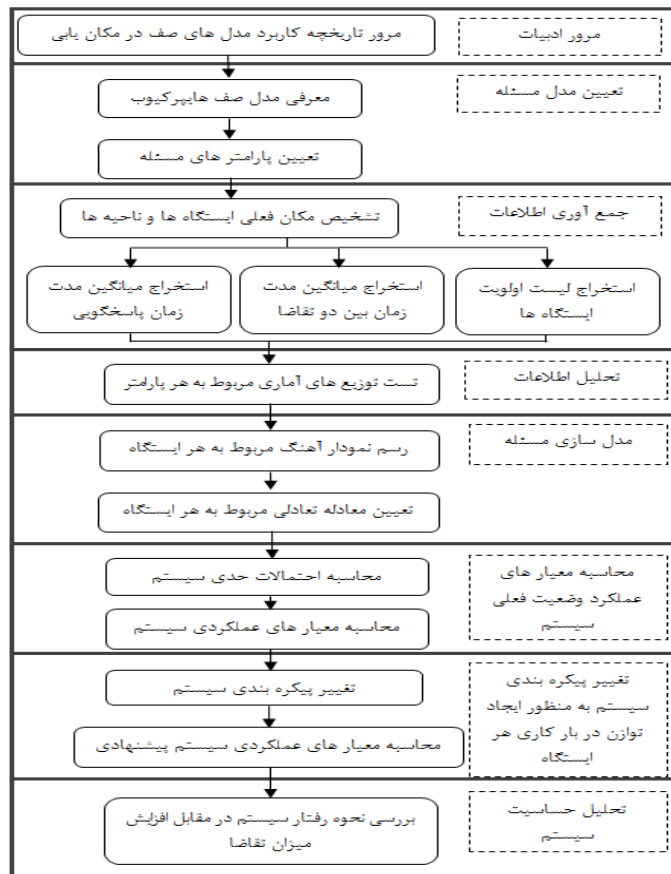 مرور ادبیات
مرور تاریخچه کاربرد مدل های صف در مکان یابی
تعیین مدل مسئله
معرفی مدل صف هایپرکیوب
تعیین پارامتر های مسئله
جمع آوری اطلاعات
تشخیص مکان فعلی ایستگاه ها و ناحیه ها
استخراج لیست اولویت
ایستگاه ها
استخراج میانگین مدت
زمان بین دو تقاضا
استخراج میانگین مدت
زمان پاسخگویی
تحلیل اطلاعات
تست توزیع های آماری مربوط به هر پارامتر
مدل سازی مسئله
رسم نمودار آهنگ مربوط به هر ایستگاه
تعیین معادله تعادلی مربوط به هر ایستگاه
محاسبه معیار های
عملکرد وضعیت فعلی
سیستم
محاسبه احتمالات حدی سیستم
محاسبه معیار های عملکردی سیستم
تغییر پیکره بندی
سیستم به منظور ایجاد
توازن در بار کاری هر
ایستگاه
تغییر پیکره بندی سیستم
محاسبه معیار های عملکردی سیستم پیشنهادی
تحلیل حساسیت
سیستم
بررسی نحوه رفتار سیستم در مقابل افزایش
میزان تقاضا